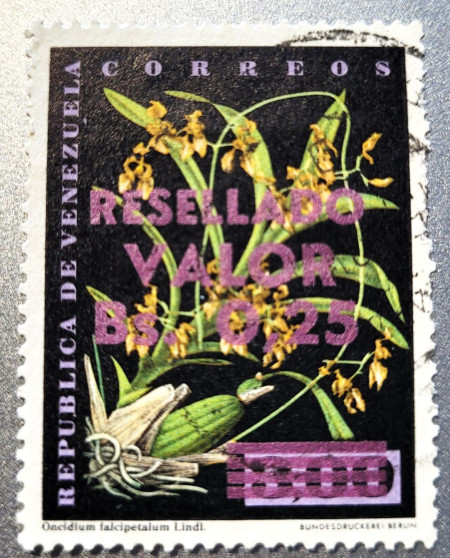 CORREOS
REPUBLICA DE VENEZUELA
RESELLADO
VALOR
Bs. 0,25
Oncidium falcipetalum Lindl.
BUNDESDRUCKEREI BERLIN